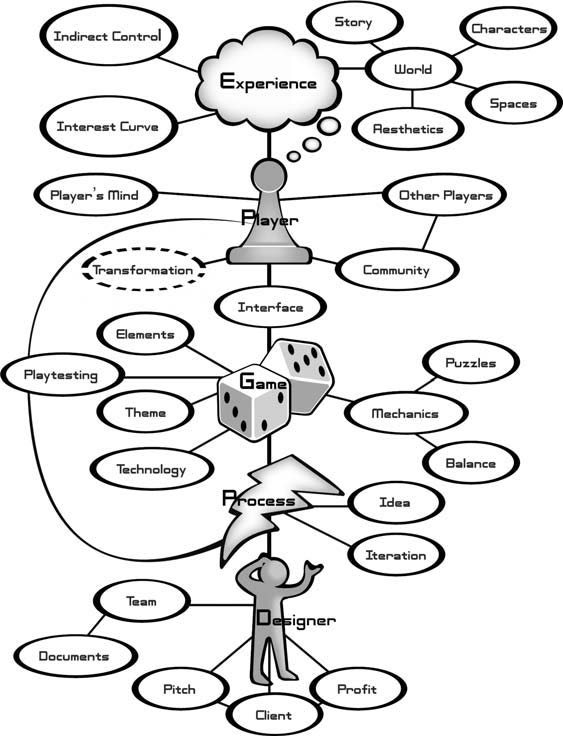 Story
Characters
Indirect Control
Experience
World
Spaces
Interest Curve
Aesthetics
Player's Mind
Other Players
Player
Transformation
Community
Interface
Elements
Puzzles
Playtesting
Game
Theme
Mechanics
Technology
Balance
Process
Idea
Iteration
Team
Designer
Documents
Pitch
Profit
Client